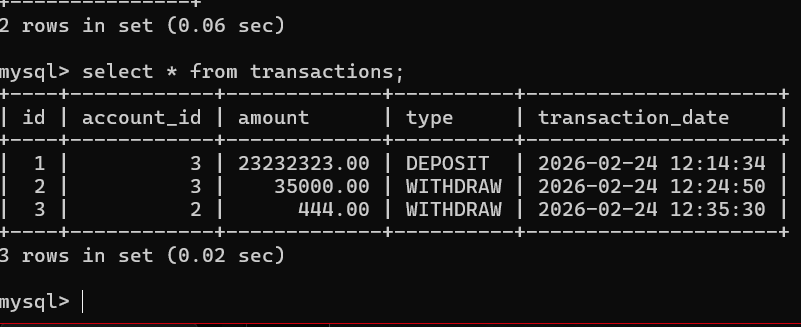 +---------------+
2 rows in set (0.06 sec)
mysql> select * from transactions;
+----+------------+-------------+----------+---------------------+
| id | account_id | amount      | type     | transaction_date    |
+----+------------+-------------+----------+---------------------+
|  1 |          3 | 23232323.00 | DEPOSIT  | 2026-02-24 12:14:34 |
|  2 |          3 |    35000.00 | WITHDRAW | 2026-02-24 12:24:50 |
|  3 |          2 |      444.00 | WITHDRAW | 2026-02-24 12:35:30 |
+----+------------+-------------+----------+---------------------+
3 rows in set (0.02 sec)
mysql>